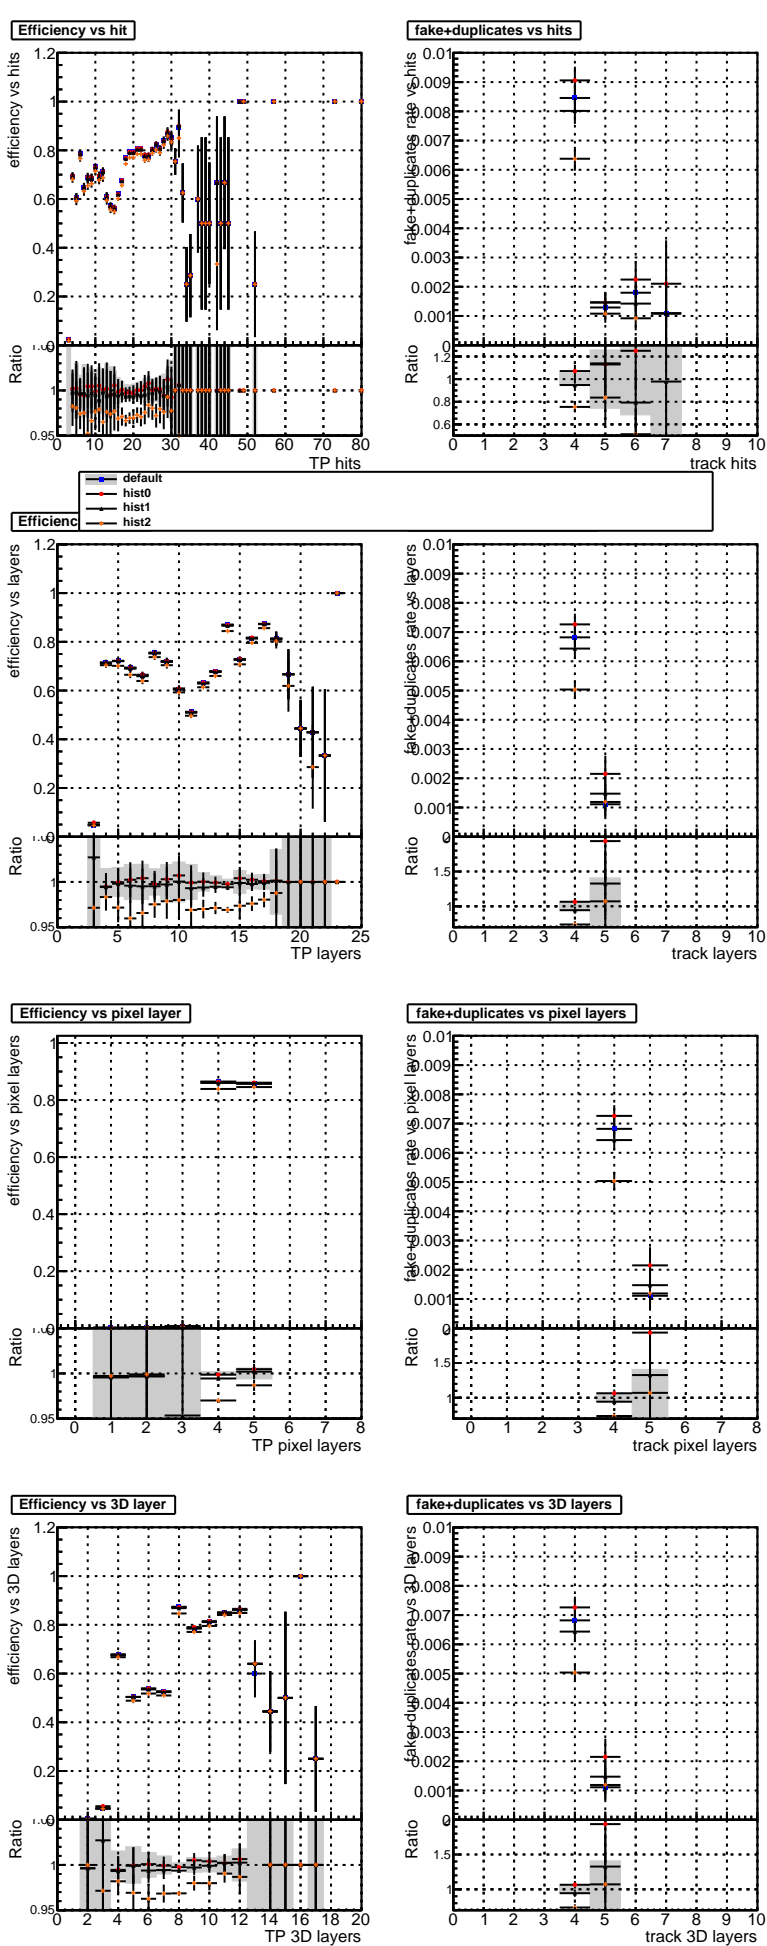 Efficiency vs hit
fake+duplicates vs hits
efficiency vs hits
1.2
1
0.8
0.6
0.4
0.2
Ratio
1
0.95
0 10 20 30 40 50 60 70 80
TP hits
fake+duplicates rate vs hits
0.01
0.009
0.008
0.007
0.006
0.005
0.004
0.003
0.002
0.001
0
Ratio
1.2
1
0.8
0.6
0 1 2 3 4 5 6 7 8 9 10
track hits
default
hist0
hist1
hist2
Efficienc
efficiency vs layers
1.2
1
0.8
0.6
0.4
0.2
Ratio
1
0.95
0 5 10 15 20 25
TP layers
fake+duplicates rate vs layers
0.01
0.009
0.008
0.007
0.006
0.005
0.004
0.003
0.002
0.001
Ratio
1.5
1
0 1 2 3 4 5 6 7 8 9 10
track layers
Efficiency vs pixel layer
fake+duplicates vs pixel layers
efficiency vs pixel layers
1
0.8
0.6
0.4
0.2
Ratio
1
0.95
0 1 2 3 4 5 6 7 8
TP pixel layers
fake+duplicates rate vs pixel layers
0.01
0.009
0.008
0.007
0.006
0.005
0.004
0.003
0.002
0.001
Ratio
1.5
1
0 1 2 3 4 5 6 7 8
track pixel layers
Efficiency vs 3D layer
fake+duplicates vs 3D layers
efficiency vs 3D layers
1.2
1
0.8
0.6
0.4
0.2
Ratio
1
0.95
0 2 4 6 8 10 12 14 16 18 20
TP 3D layers
fake+duplicates rate vs 3D layers
0.01
0.009
0.008
0.007
0.006
0.005
0.004
0.003
0.002
0.001
Ratio
1.5
1
0 1 2 3 4 5 6 7 8 9 10
track 3D layers